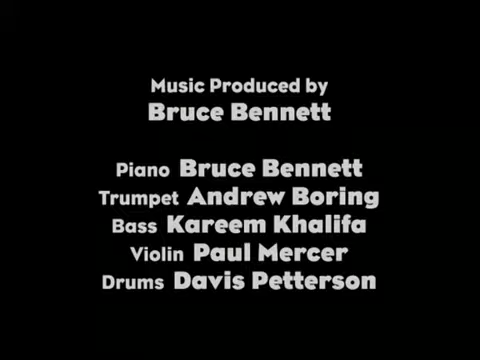 Music Produced by
Bruce Bennett
Piano Bruce Bennett
Trumpet Andrew Boring
Bass Kareem Khalifa
Violin Paul Mercer
Drums Davis Petterson